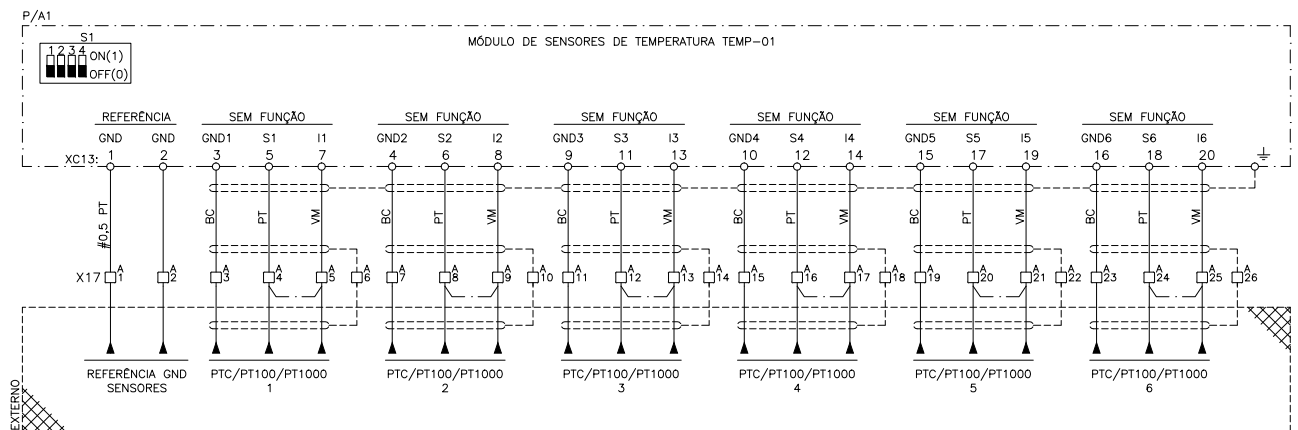 P/A1
S1
1 2 3 4 ON(1)
OFF(0)
MÓDULO DE SENSORES DE TEMPERATURA TEMP-01
REFERÊNCIA SEM FUNÇÃO SEM FUNÇÃO SEM FUNÇÃO SEM FUNÇÃO SEM FUNÇÃO SEM FUNÇÃO
GND GND GND1 S1 I1 GND2 S2 I2 GND3 S3 I3 GND4 S4 I4 GND5 S5 I5 GND6 S6 I6
XC13: 1 2 3 5 7 4 6 8 9 11 13 10 12 14 15 17 19 16 18 20
#0,5 PT BC PT VM BC PT VM BC PT VM BC PT VM BC PT VM BC PT VM
A A A A A A A A A A A A A A A A A A A A A A A A A A
X17 1 2 3 4 5 6 7 8 9 10 11 12 13 14 15 16 17 18 19 20 21 22 23 24 25 26
REFERÊNCIA GND PTC/PT100/PT1000 PTC/PT100/PT1000 PTC/PT100/PT1000 PTC/PT100/PT1000 PTC/PT100/PT1000 PTC/PT100/PT1000
SENSORES 1 2 3 4 5 6
EXTERNO